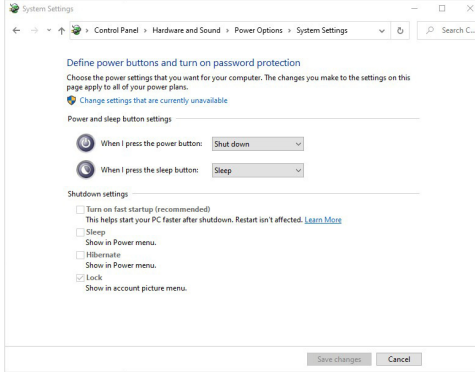 System Settings
Control Panel > Hardware and Sound > Power Options > System Settings
Search C...
Define power buttons and turn on password protection
Choose the power settings that you want for your computer. The changes you make to the settings on this
page apply to all of your power plans.
Change settings that are currently unavailable
Power and sleep button settings
When I press the power button: Shut down
When I press the sleep button: Sleep
Shutdown settings
Turn on fast startup (recommended)
This helps start your PC faster after shutdown. Restart isn't affected. Learn More
Sleep
Show in Power menu.
Hibernate
Show in Power menu.
Lock
Show in account picture menu.
Save changes Cancel